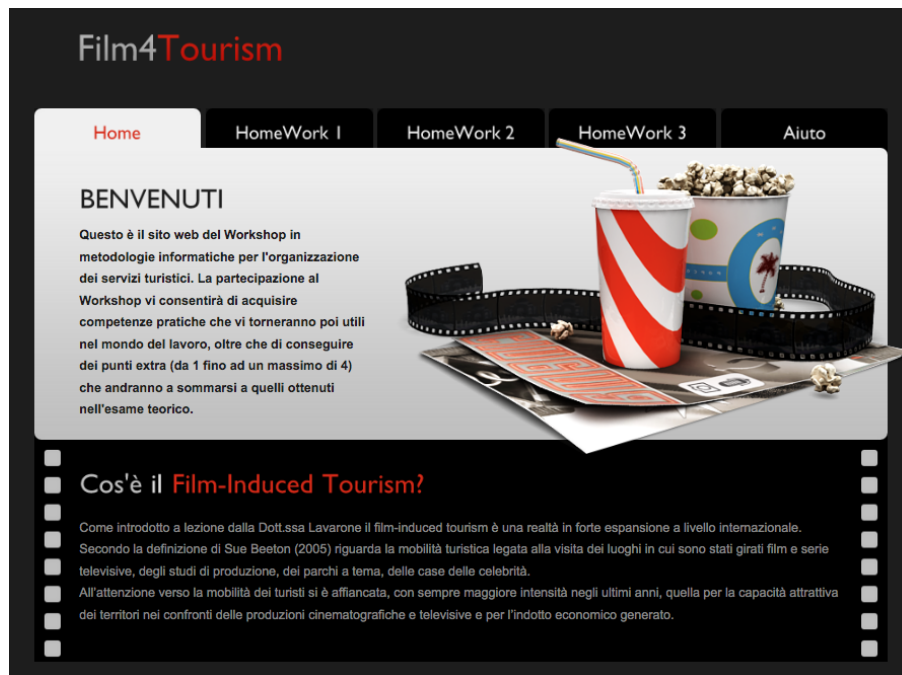 Film4Tourism
Home
HomeWork 1
HomeWork 2
HomeWork 3
Aiuto
BENVENUTI
Questo è il sito web del Workshop in
metodologie informatiche per l'organizzazione
dei servizi turistici. La partecipazione al
Workshop vi consentirà di acquisire
competenze pratiche che vi torneranno poi utili
nel mondo del lavoro, oltre che di conseguire
dei punti extra (da 1 fino ad un massimo di 4)
che andranno a sommarsi a quelli ottenuti
nell'esame teorico.
Cos'è il Film-Induced Tourism?
Come introdotto a lezione dalla Dott.ssa Lavarone il film-induced tourism è una realtà in forte espansione a livello internazionale.
Secondo la definizione di Sue Beeton (2005) riguarda la mobilità turistica legata alla visita dei luoghi in cui sono stati girati film e serie
televisive, degli studi di produzione, dei parchi a tema, delle case delle celebrità.
All'attenzione verso la mobilità dei turisti si è affiancata, con sempre maggiore intensità negli ultimi anni, quella per la capacità attrattiva
dei territori nei confronti delle produzioni cinematografiche e televisive e per l'indotto economico generato.